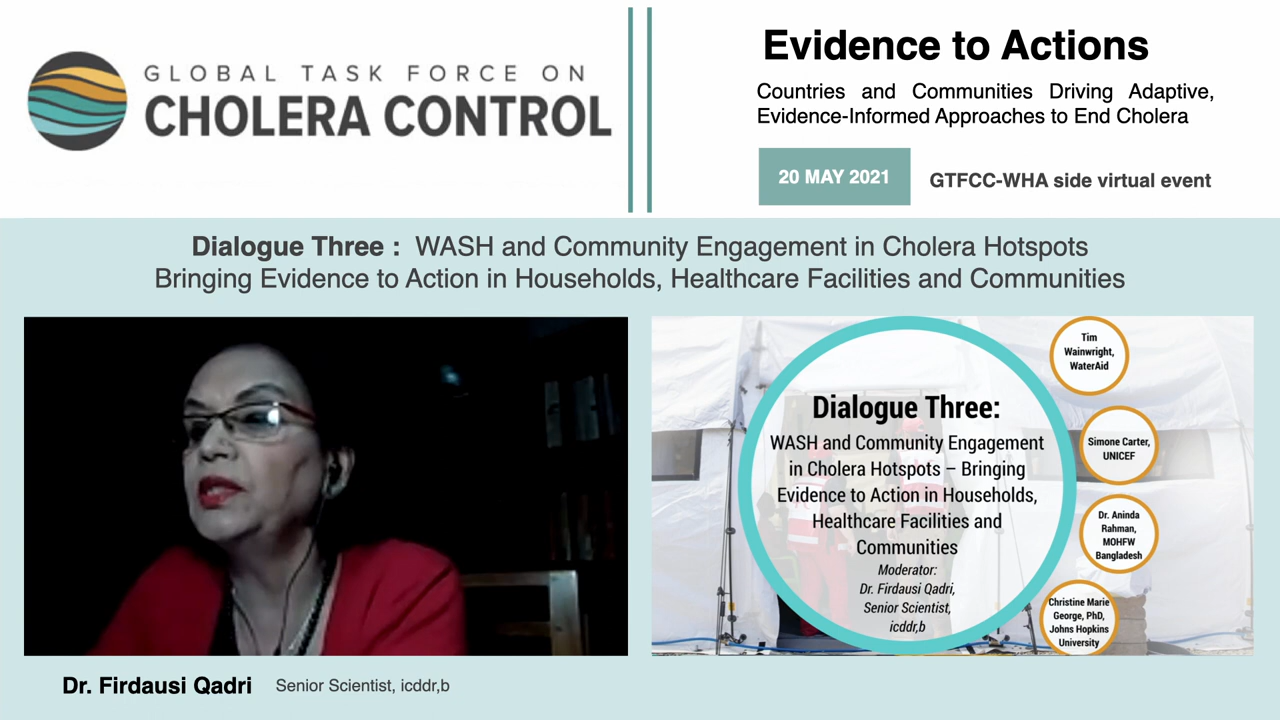 GLOBAL TASK FORCE ON
CHOLERA CONTROL
Evidence to Actions
Countries and Communities Driving Adaptive,
Evidence-Informed Approaches to End Cholera
20 MAY 2021
GTFCC-WHA side virtual event
Dialogue Three : WASH and Community Engagement in Cholera Hotspots
Bringing Evidence to Action in Households, Healthcare Facilities and Communities
Dialogue Three:
WASH and Community Engagement
in Cholera Hotspots – Bringing
Evidence to Action in Households,
Healthcare Facilities and
Communities
Moderator:
Dr. Firdausi Qadri,
Senior Scientist,
icddr,b
Tim
Wainwright,
WaterAid
Simone Carter,
UNICEF
Dr. Aninda
Rahman,
MOHFW
Bangladesh
Christine Marie
George, PhD,
Johns Hopkins
University
Dr. Firdausi Qadri
Senior Scientist, icddr,b